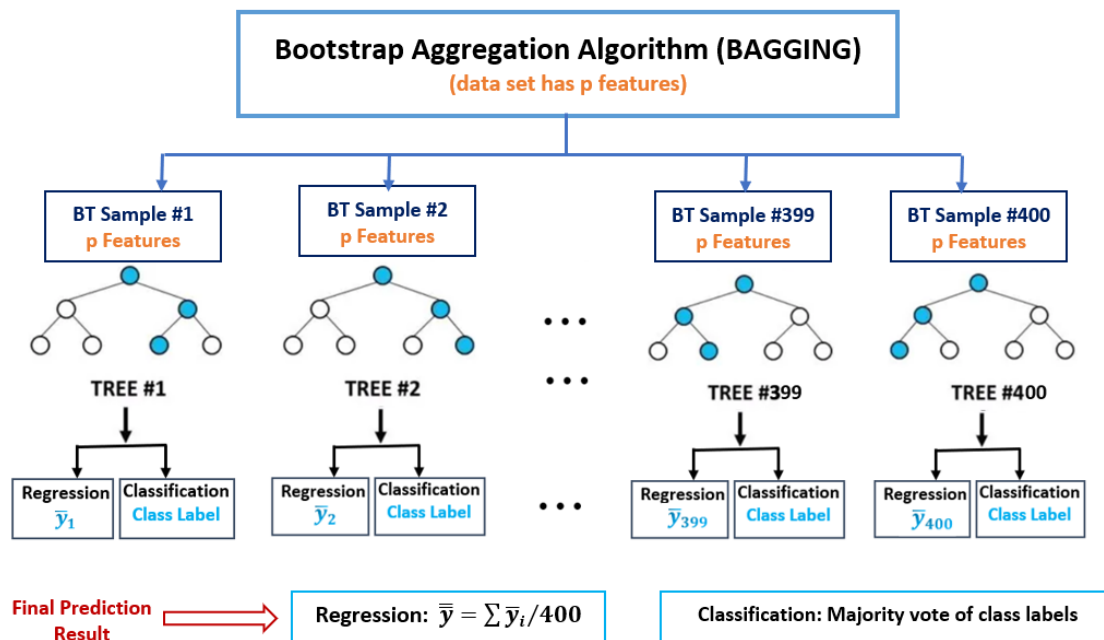 Bootstrap Aggregation Algorithm (BAGGING)
(data set has p features)
BT Sample #1
p Features
BT Sample #2
p Features
BT Sample #399
p Features
BT Sample #400
p Features
• • •
• • •
TREE #1
TREE #2
TREE #399
TREE #400
Regression
ȳ₁
Classification
Class Label
Regression
ȳ₂
Classification
Class Label
• • •
Regression
ȳ₃₉₉
Classification
Class Label
Regression
ȳ₄₀₀
Classification
Class Label
Final Prediction
Result
Regression: ȳ̄ = ∑ ȳᵢ/400
Classification: Majority vote of class labels